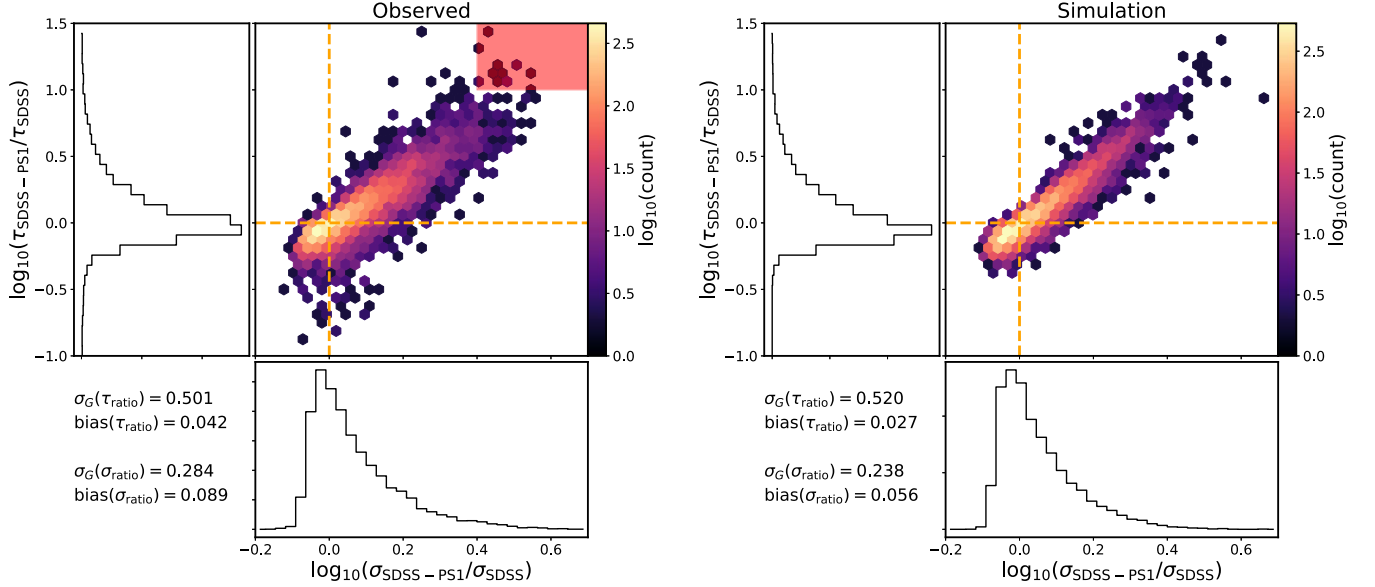 Observed
log₁₀(τSDSS − PS1/τSDSS)
1.5
1.0
0.5
0.0
−0.5
−1.0
2.5
2.0
1.5
1.0
0.5
0.0
log₁₀(count)
σG(τratio) = 0.501
bias(τratio) = 0.042
σG(σratio) = 0.284
bias(σratio) = 0.089
−0.2
0.0
0.2
0.4
0.6
log₁₀(σSDSS − PS1/σSDSS)
Simulation
log₁₀(τSDSS − PS1/τSDSS)
1.5
1.0
0.5
0.0
−0.5
−1.0
2.5
2.0
1.5
1.0
0.5
0.0
log₁₀(count)
σG(τratio) = 0.520
bias(τratio) = 0.027
σG(σratio) = 0.238
bias(σratio) = 0.056
−0.2
0.0
0.2
0.4
0.6
log₁₀(σSDSS − PS1/σSDSS)